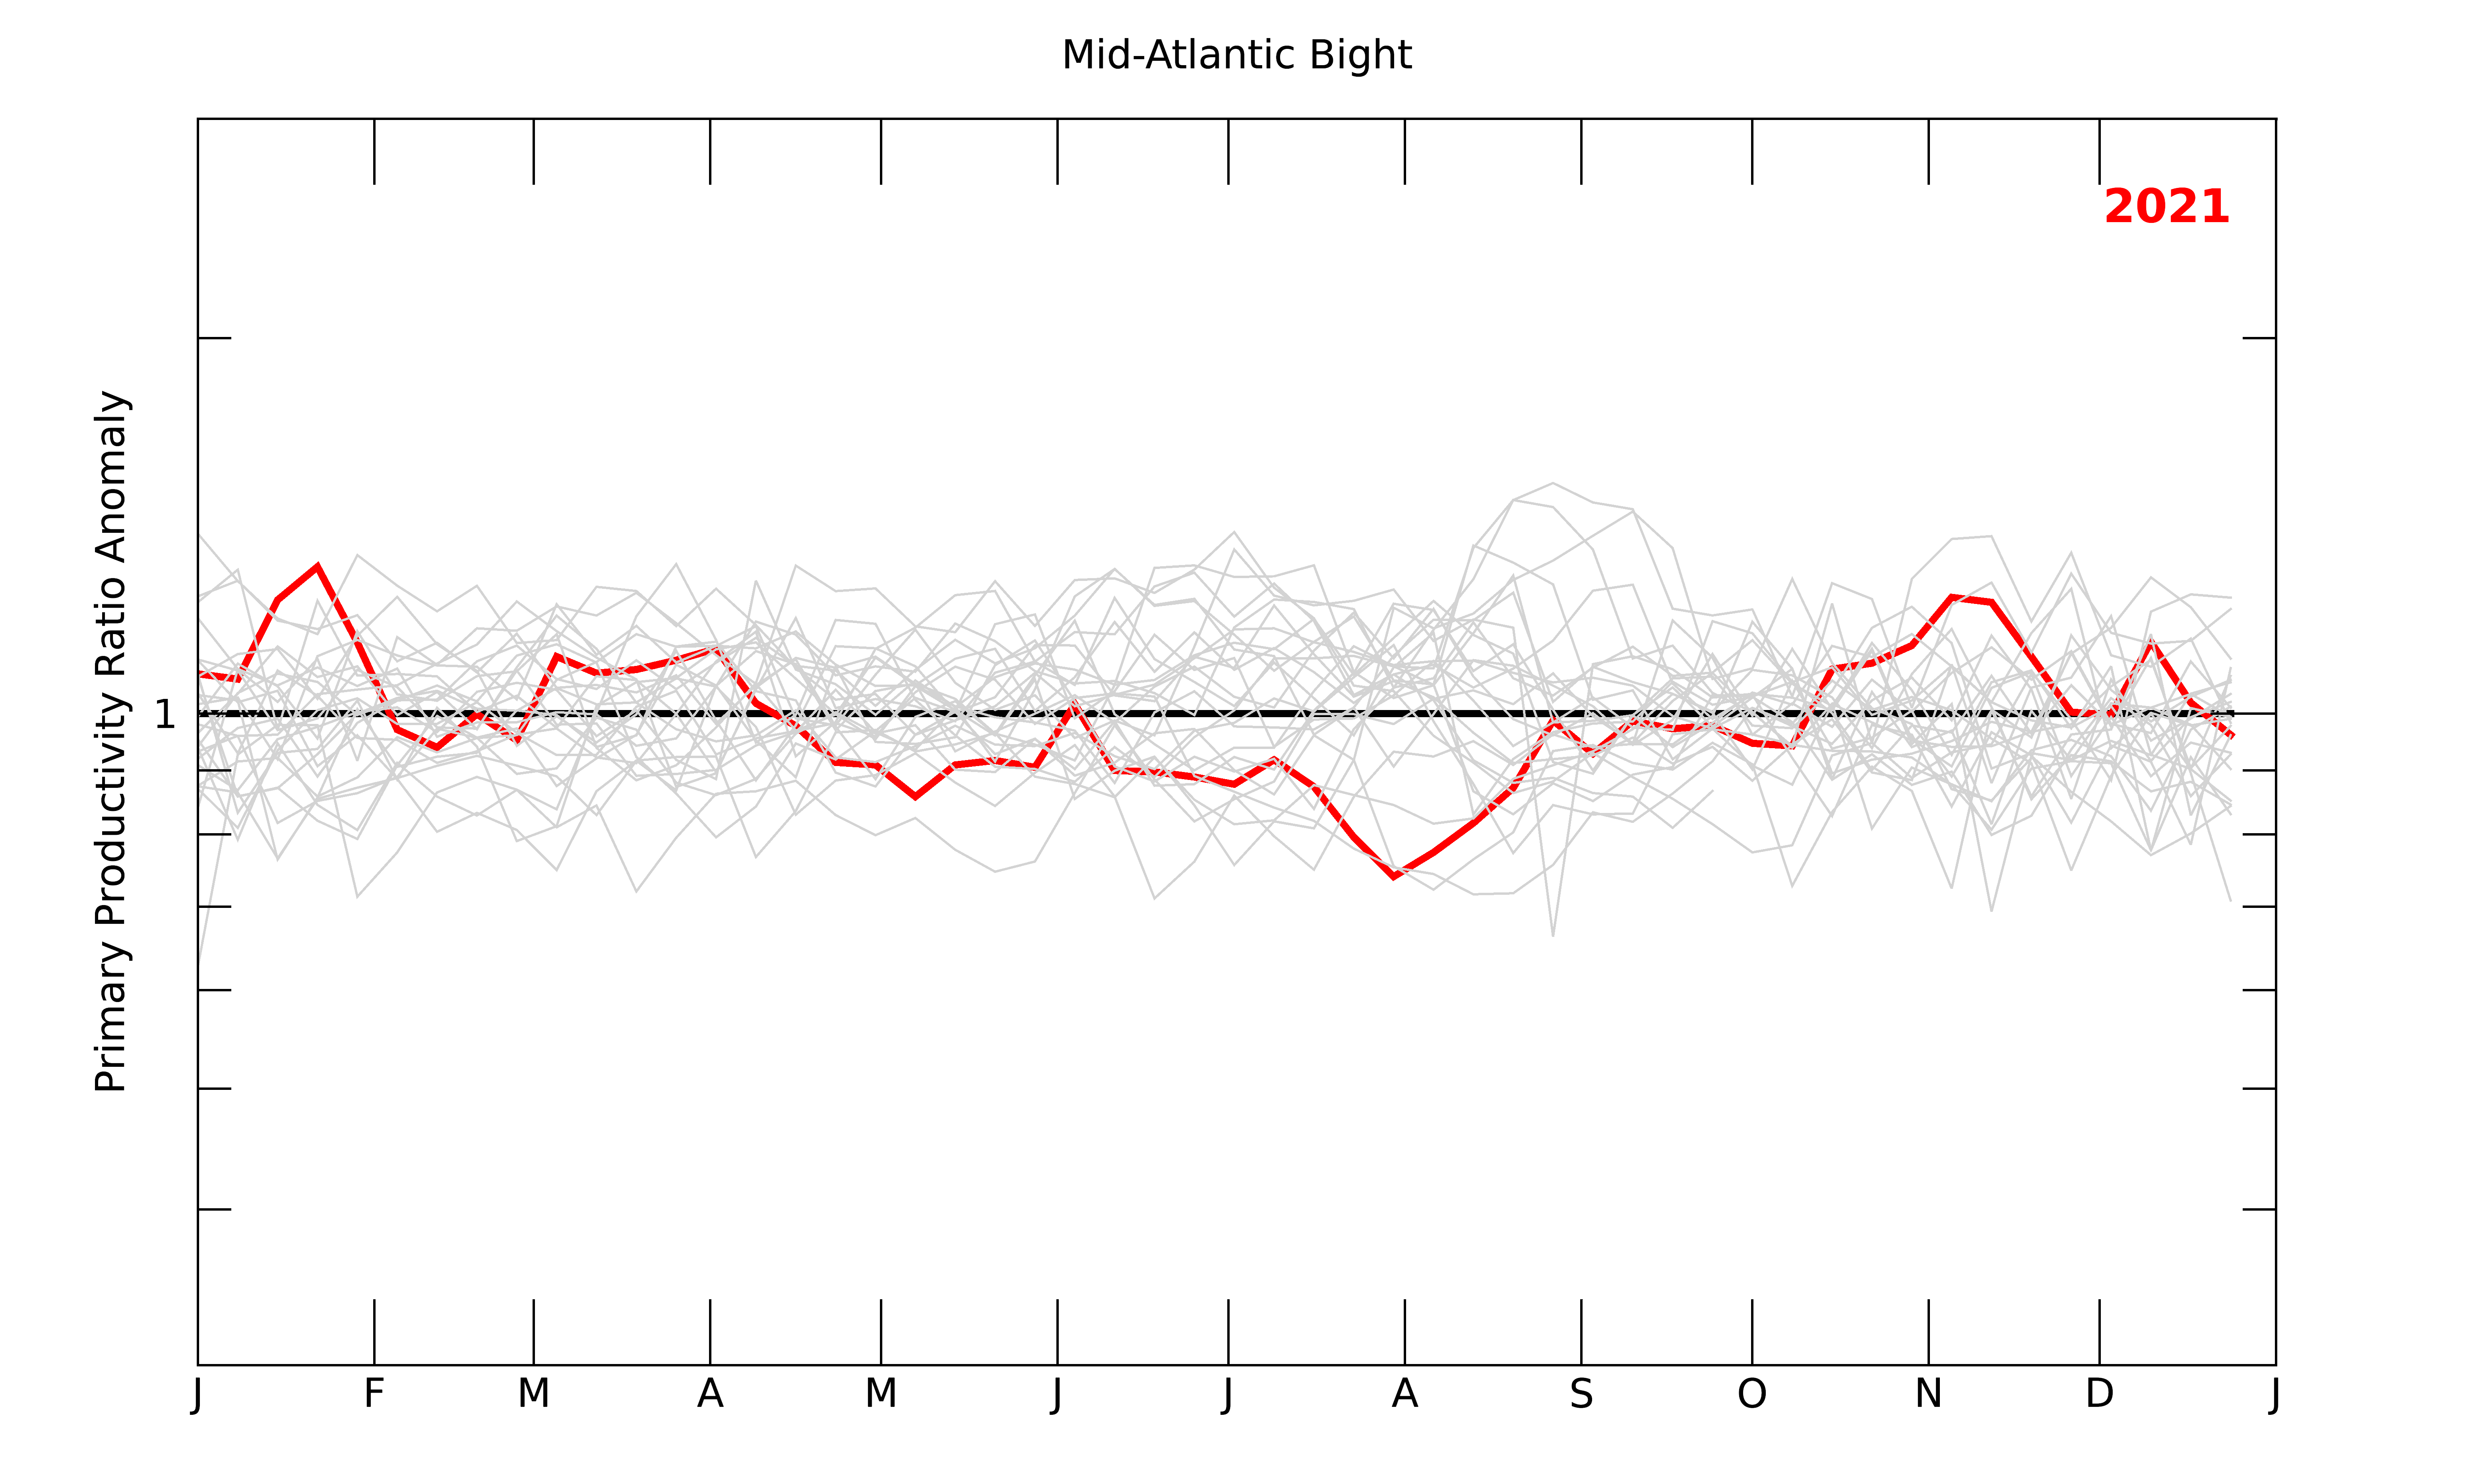 Mid-Atlantic Bight
2021
Primary Productivity Ratio Anomaly
1
J F M A M J J A S O N D J